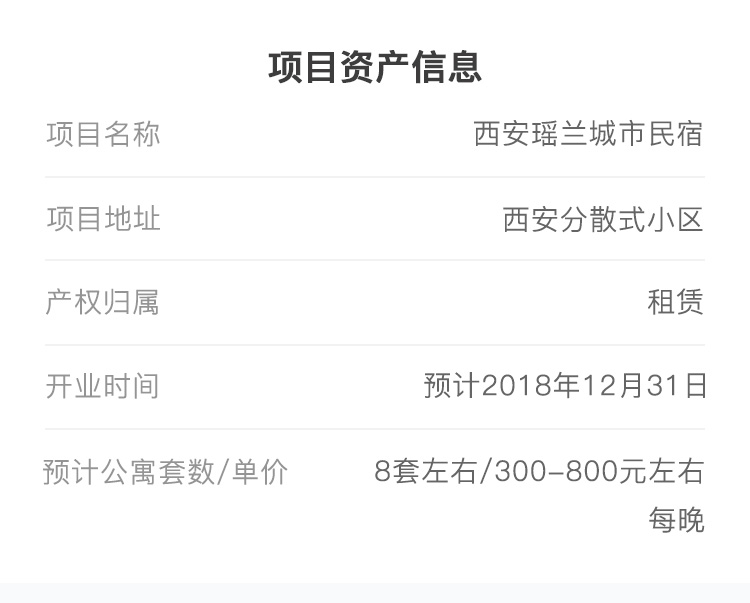 项目资产信息
项目名称 西安瑶兰城市民宿
项目地址 西安分散式小区
产权归属 租赁
开业时间 预计2018年12月31日
预计公寓套数/单价 8套左右/300–800元左右
每晚